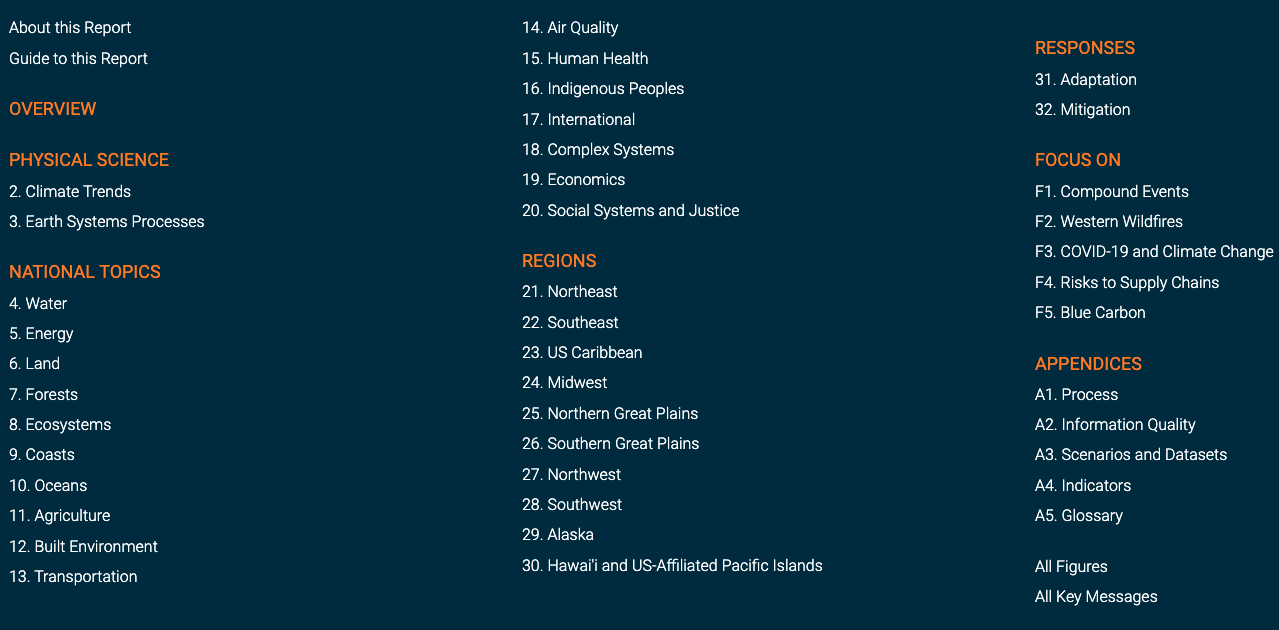 About this Report
Guide to this Report
OVERVIEW
PHYSICAL SCIENCE
2. Climate Trends
3. Earth Systems Processes
NATIONAL TOPICS
4. Water
5. Energy
6. Land
7. Forests
8. Ecosystems
9. Coasts
10. Oceans
11. Agriculture
12. Built Environment
13. Transportation
14. Air Quality
15. Human Health
16. Indigenous Peoples
17. International
18. Complex Systems
19. Economics
20. Social Systems and Justice
REGIONS
21. Northeast
22. Southeast
23. US Caribbean
24. Midwest
25. Northern Great Plains
26. Southern Great Plains
27. Northwest
28. Southwest
29. Alaska
30. Hawai'i and US-Affiliated Pacific Islands
RESPONSES
31. Adaptation
32. Mitigation
FOCUS ON
F1. Compound Events
F2. Western Wildfires
F3. COVID-19 and Climate Change
F4. Risks to Supply Chains
F5. Blue Carbon
APPENDICES
A1. Process
A2. Information Quality
A3. Scenarios and Datasets
A4. Indicators
A5. Glossary
All Figures
All Key Messages